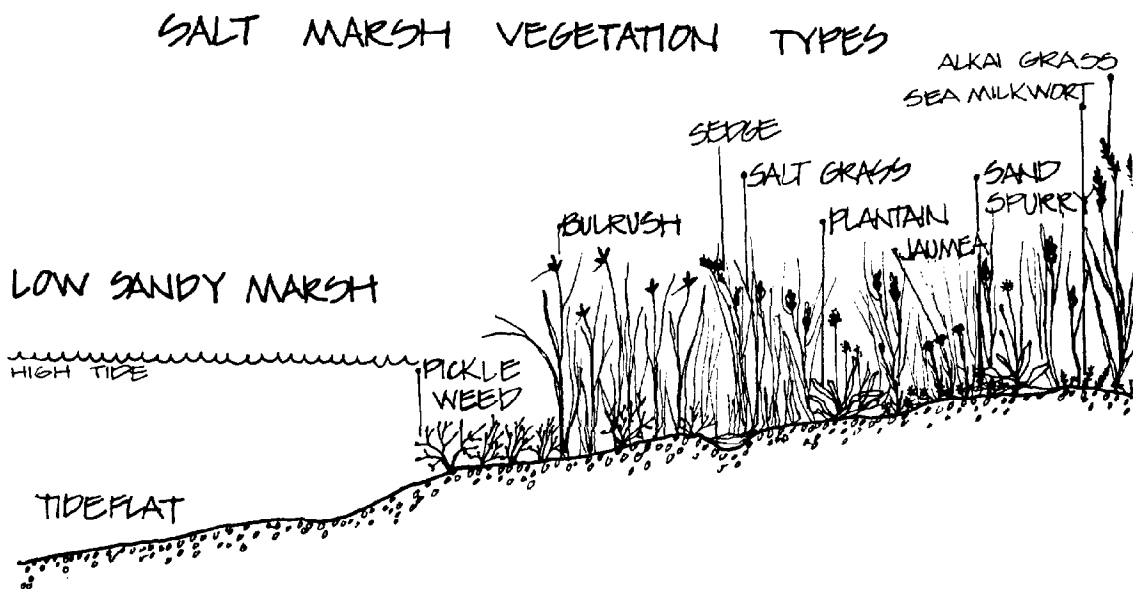 SALT MARSH VEGETATION TYPES
ALKAI GRASS
SEA MILKWORT
SEDGE
SALT GRASS
SAND
SPURRY
BULRUSH
PLANTAIN
JAUMEA
LOW SANDY MARSH
HIGH TIDE
PICKLE
WEED
TIDEFLAT